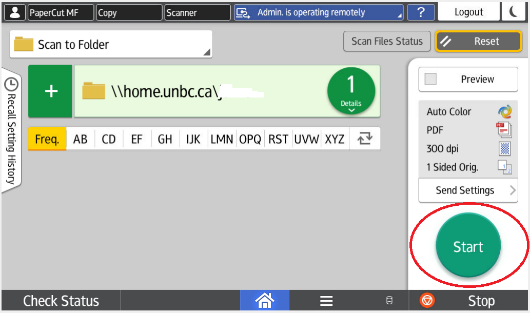 PaperCut MF Copy Scanner Admin. is operating remotely ? Logout
Scan to Folder Scan Files Status Reset
Recall Setting History
+ \\home.unbc.ca\ 1
Details
Preview
Freq. AB CD EF GH IJK LMN OPQ RST UVW XYZ
Auto Color
PDF
300 dpi
1 Sided Orig.
Send Settings
Start
Check Status Stop